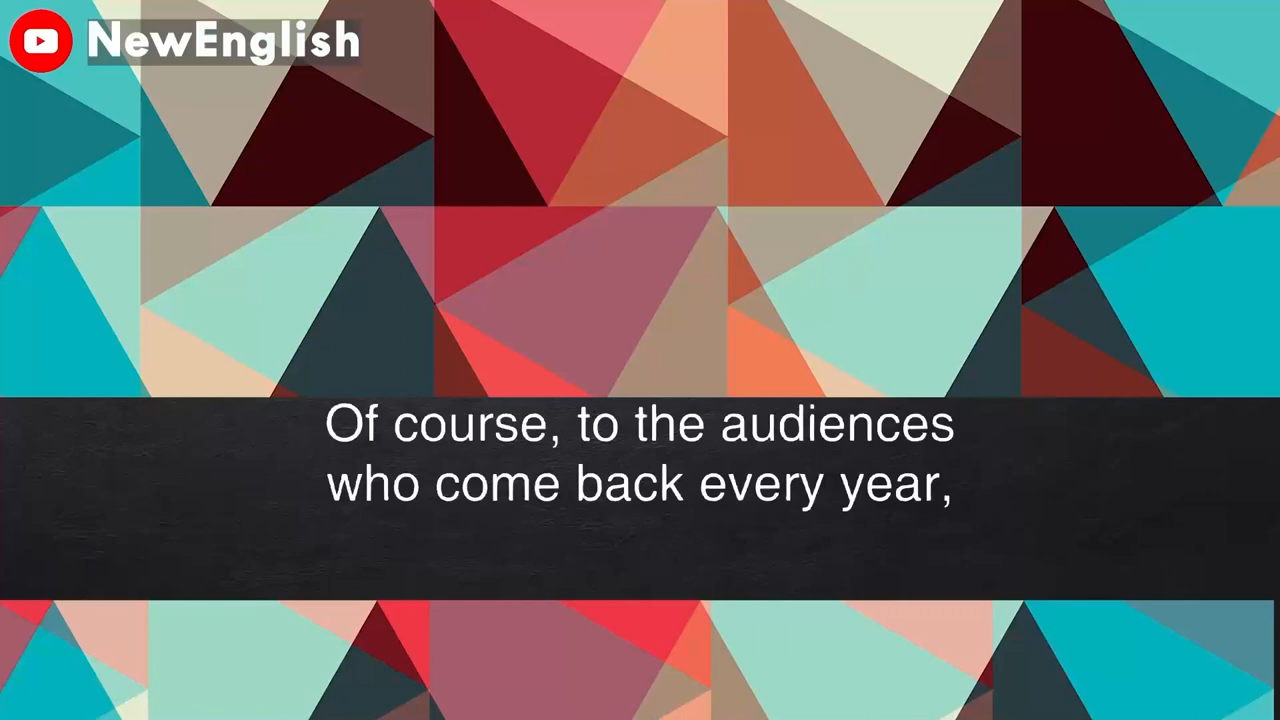 NewEnglish
Of course, to the audiences
who come back every year,